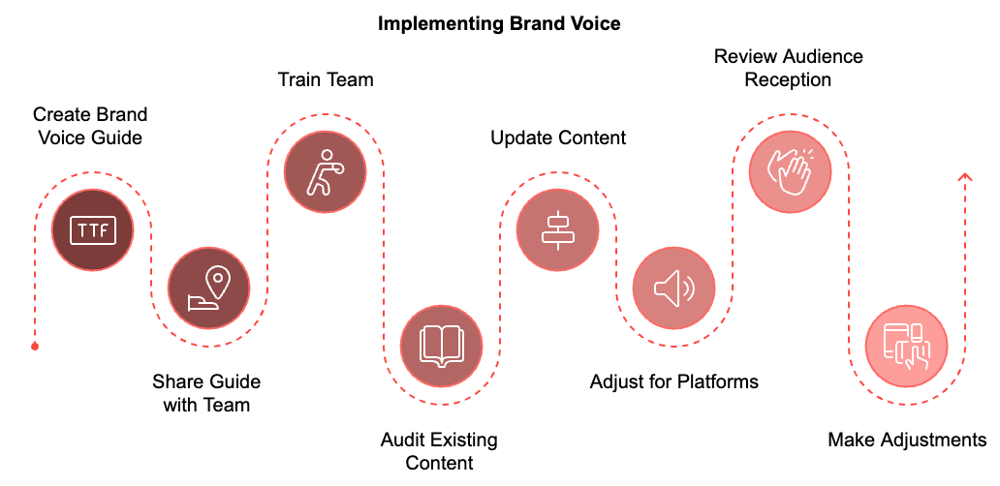 Implementing Brand Voice
Create Brand
Voice Guide
TTF
Share Guide
with Team
Train Team
Audit Existing
Content
Update Content
Adjust for Platforms
Review Audience
Reception
Make Adjustments